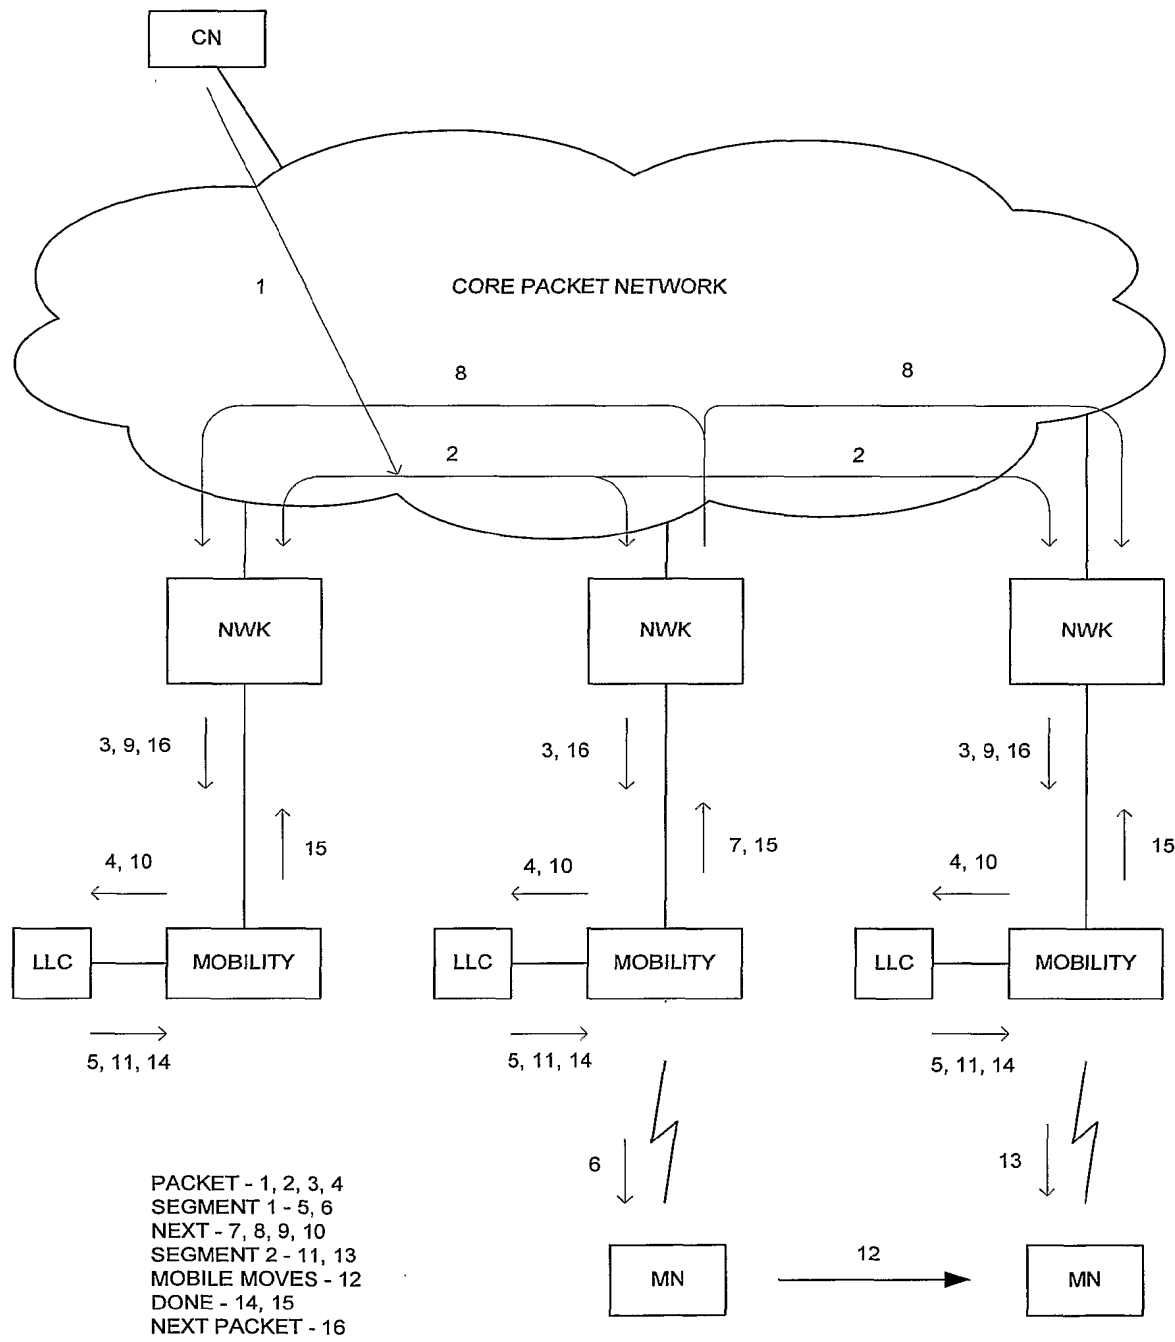 CN
1
CORE PACKET NETWORK
8
8
2
2
NWK
NWK
NWK
3, 9, 16
3, 16
3, 9, 16
15
7, 15
15
4, 10
4, 10
4, 10
LLC
MOBILITY
LLC
MOBILITY
LLC
MOBILITY
5, 11, 14
5, 11, 14
5, 11, 14
6
13
PACKET - 1, 2, 3, 4
SEGMENT 1 - 5, 6
NEXT - 7, 8, 9, 10
SEGMENT 2 - 11, 13
MOBILE MOVES - 12
DONE - 14, 15
NEXT PACKET - 16
MN
12
MN